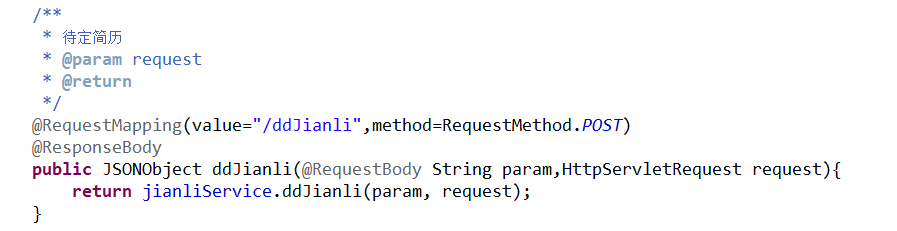 /**
 * 待定简历
 * @param request
 * @return
 */
@RequestMapping(value="/ddJianli",method=RequestMethod.POST)
@ResponseBody
public JSONObject ddJianli(@RequestBody String param,HttpServletRequest request){
    return jianliService.ddJianli(param, request);
}